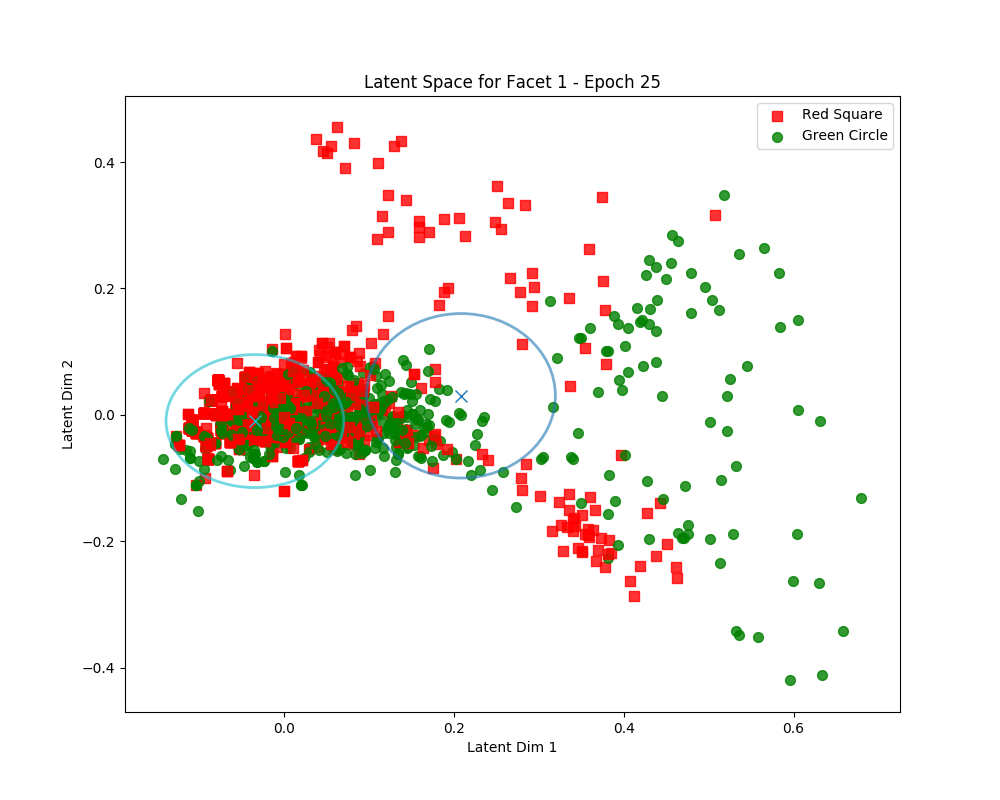 Latent Space for Facet 1 - Epoch 25
Red Square
Green Circle
0.4
0.2
0.0
−0.2
−0.4
Latent Dim 2
0.0
0.2
0.4
0.6
Latent Dim 1